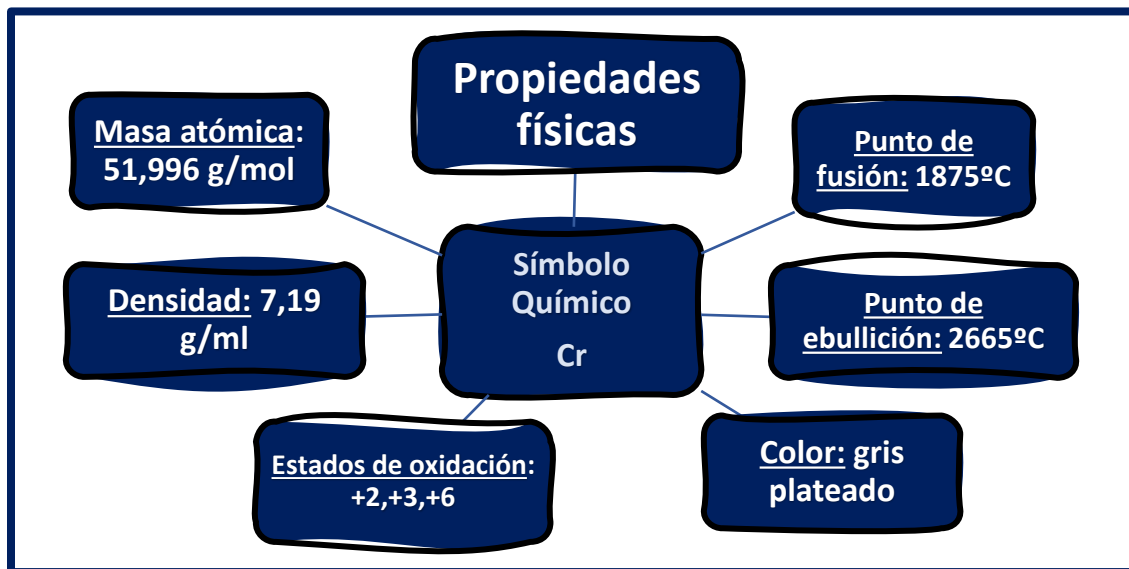 Propiedades
físicas
Masa atómica:
51,996 g/mol
Punto de
fusión: 1875ºC
Símbolo
Químico
Cr
Densidad: 7,19
g/ml
Punto de
ebullición: 2665ºC
Estados de oxidación:
+2,+3,+6
Color: gris
plateado